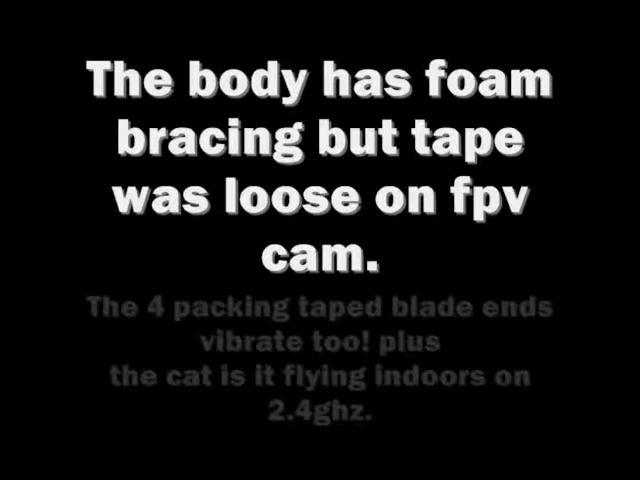 The body has foam
bracing but tape
was loose on fpv
cam.
The 4 packing taped blade ends
vibrate too! plus
the cat is it flying indoors on
2.4ghz.